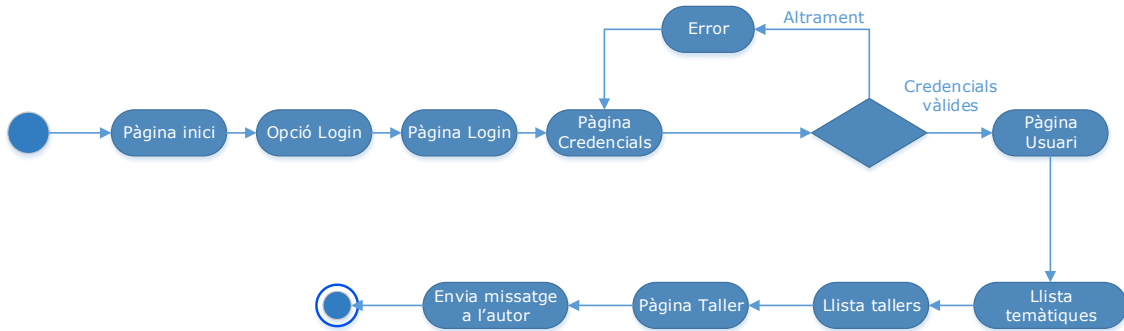 Error
Altrament
Credencials
vàlides
Pàgina inici
Opció Login
Pàgina Login
Pàgina
Credencials
Pàgina
Usuari
Envia missatge
a l'autor
Pàgina Taller
Llista tallers
Llista
temàtiques